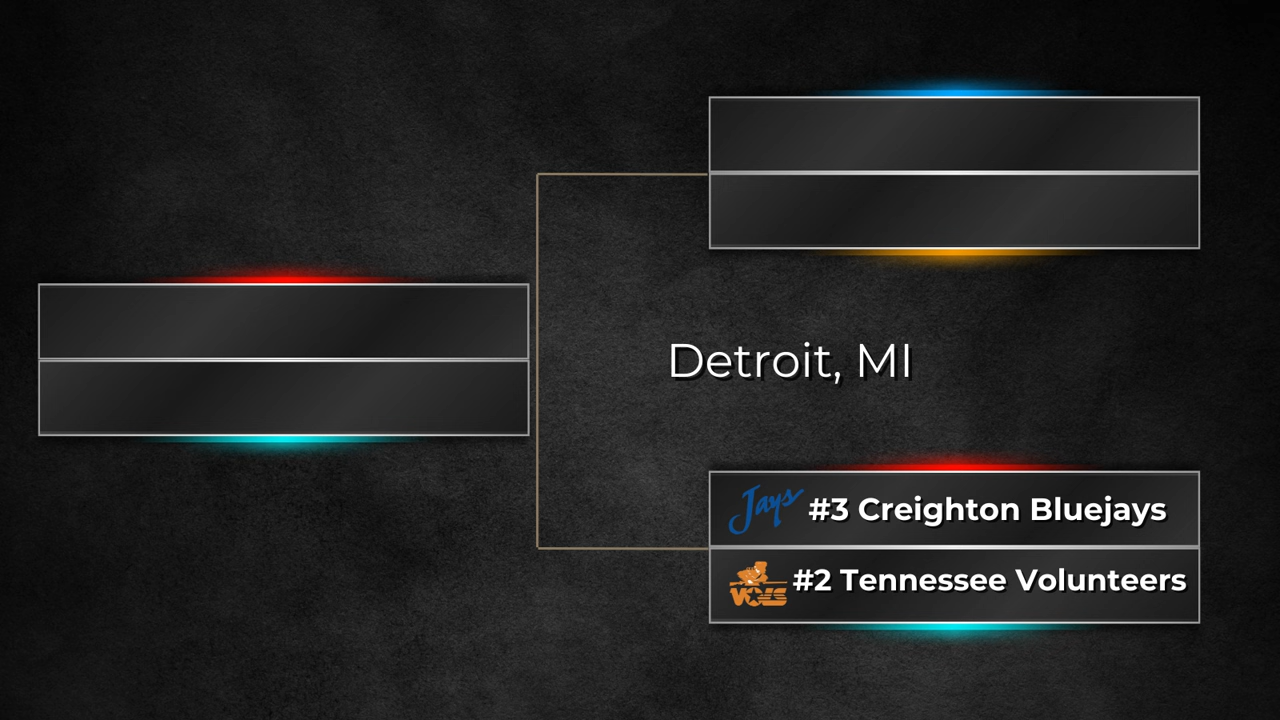 Detroit, MI
Jays #3 Creighton Bluejays
VOLS #2 Tennessee Volunteers